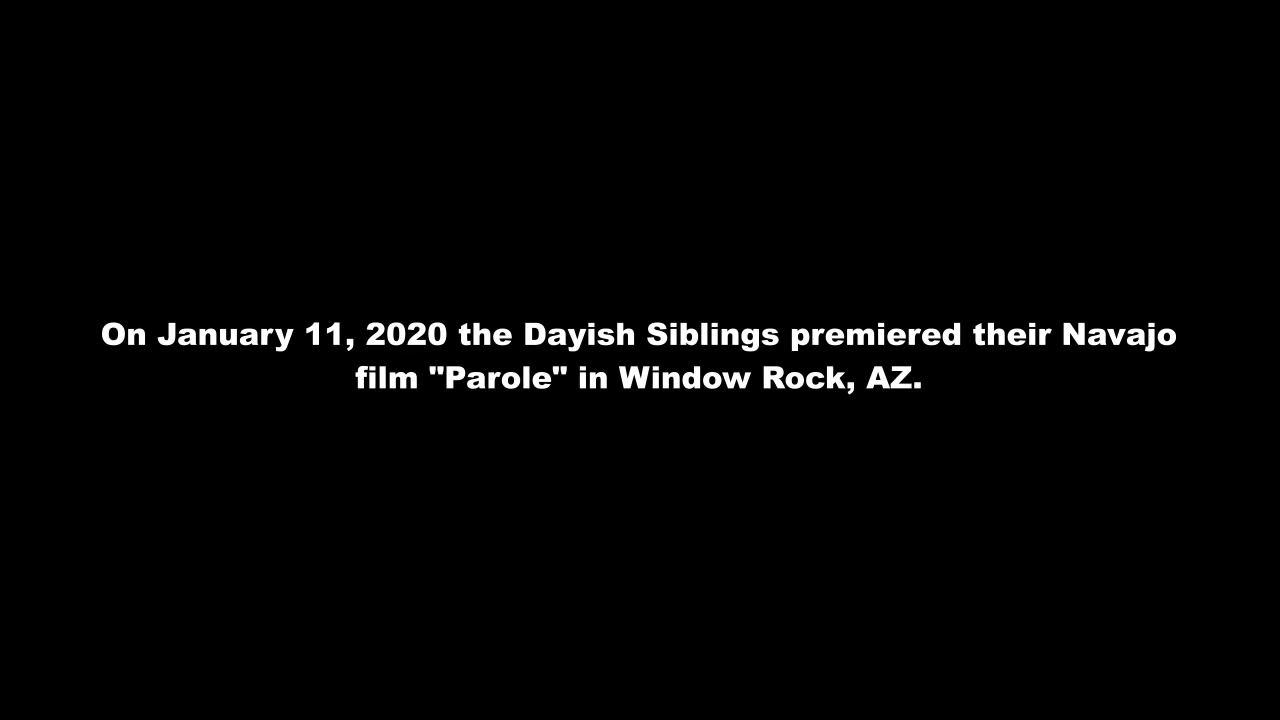 On January 11, 2020 the Dayish Siblings premiered their Navajo
film "Parole" in Window Rock, AZ.